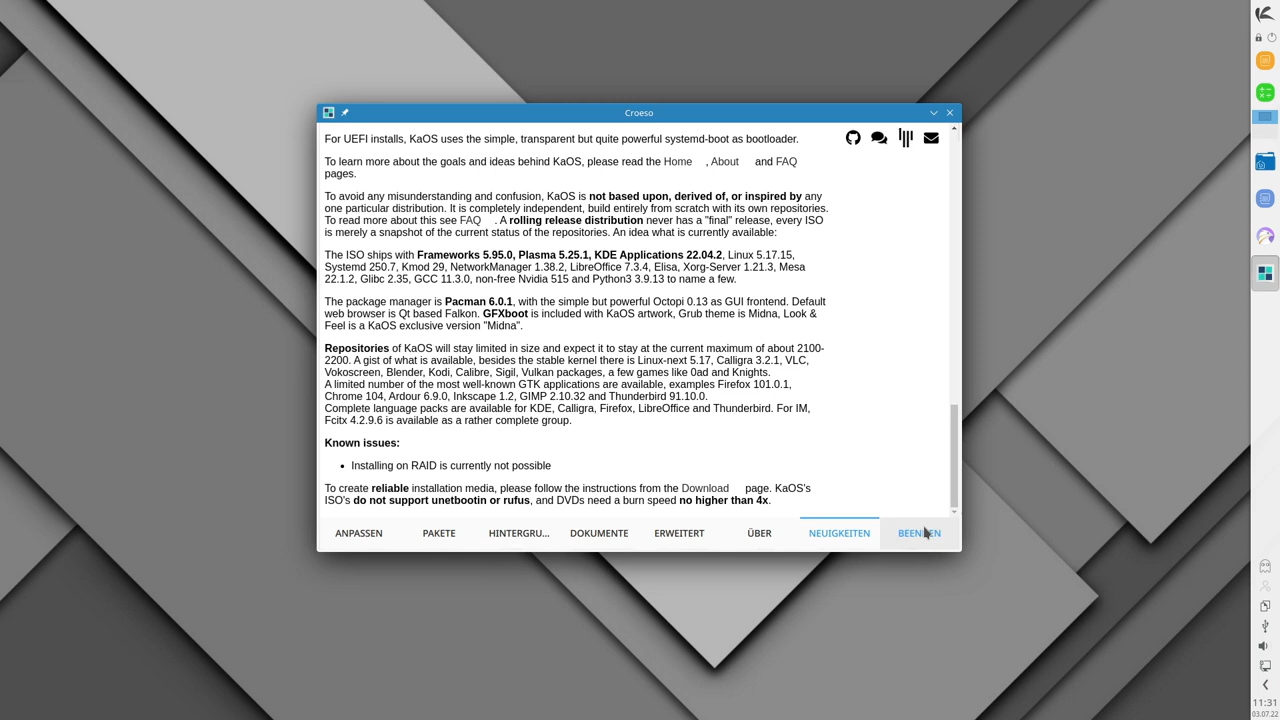 Croeso
For UEFI installs, KaOS uses the simple, transparent but quite powerful systemd-boot as bootloader.
To learn more about the goals and ideas behind KaOS, please read the Home , About and FAQ
pages.
To avoid any misunderstanding and confusion, KaOS is not based upon, derived of, or inspired by any
one particular distribution. It is completely independent, build entirely from scratch with its own repositories.
To read more about this see FAQ . A rolling release distribution never has a "final" release, every ISO
is merely a snapshot of the current status of the repositories. An idea what is currently available:
The ISO ships with Frameworks 5.95.0, Plasma 5.25.1, KDE Applications 22.04.2, Linux 5.17.15,
Systemd 250.7, Kmod 29, NetworkManager 1.38.2, LibreOffice 7.3.4, Elisa, Xorg-Server 1.21.3, Mesa
22.1.2, Glibc 2.35, GCC 11.3.0, non-free Nvidia 515 and Python3 3.9.13 to name a few.
The package manager is Pacman 6.0.1, with the simple but powerful Octopi 0.13 as GUI frontend. Default
web browser is Qt based Falkon. GFXboot is included with KaOS artwork, Grub theme is Midna, Look &
Feel is a KaOS exclusive version "Midna".
Repositories of KaOS will stay limited in size and expect it to stay at the current maximum of about 2100-
2200. A gist of what is available, besides the stable kernel there is Linux-next 5.17, Calligra 3.2.1, VLC,
Vokoscreen, Blender, Kodi, Calibre, Sigil, Vulkan packages, a few games like 0ad and Knights.
A limited number of the most well-known GTK applications are available, examples Firefox 101.0.1,
Chrome 104, Ardour 6.9.0, Inkscape 1.2, GIMP 2.10.32 and Thunderbird 91.10.0.
Complete language packs are available for KDE, Calligra, Firefox, LibreOffice and Thunderbird. For IM,
Fcitx 4.2.9.6 is available as a rather complete group.
Known issues:
• Installing on RAID is currently not possible
To create reliable installation media, please follow the instructions from the Download page. KaOS's
ISO's do not support unetbootin or rufus, and DVDs need a burn speed no higher than 4x.
ANPASSEN PAKETE HINTERGRU... DOKUMENTE ERWEITERT ÜBER NEUIGKEITEN BEENDEN
11:31
03.07.22